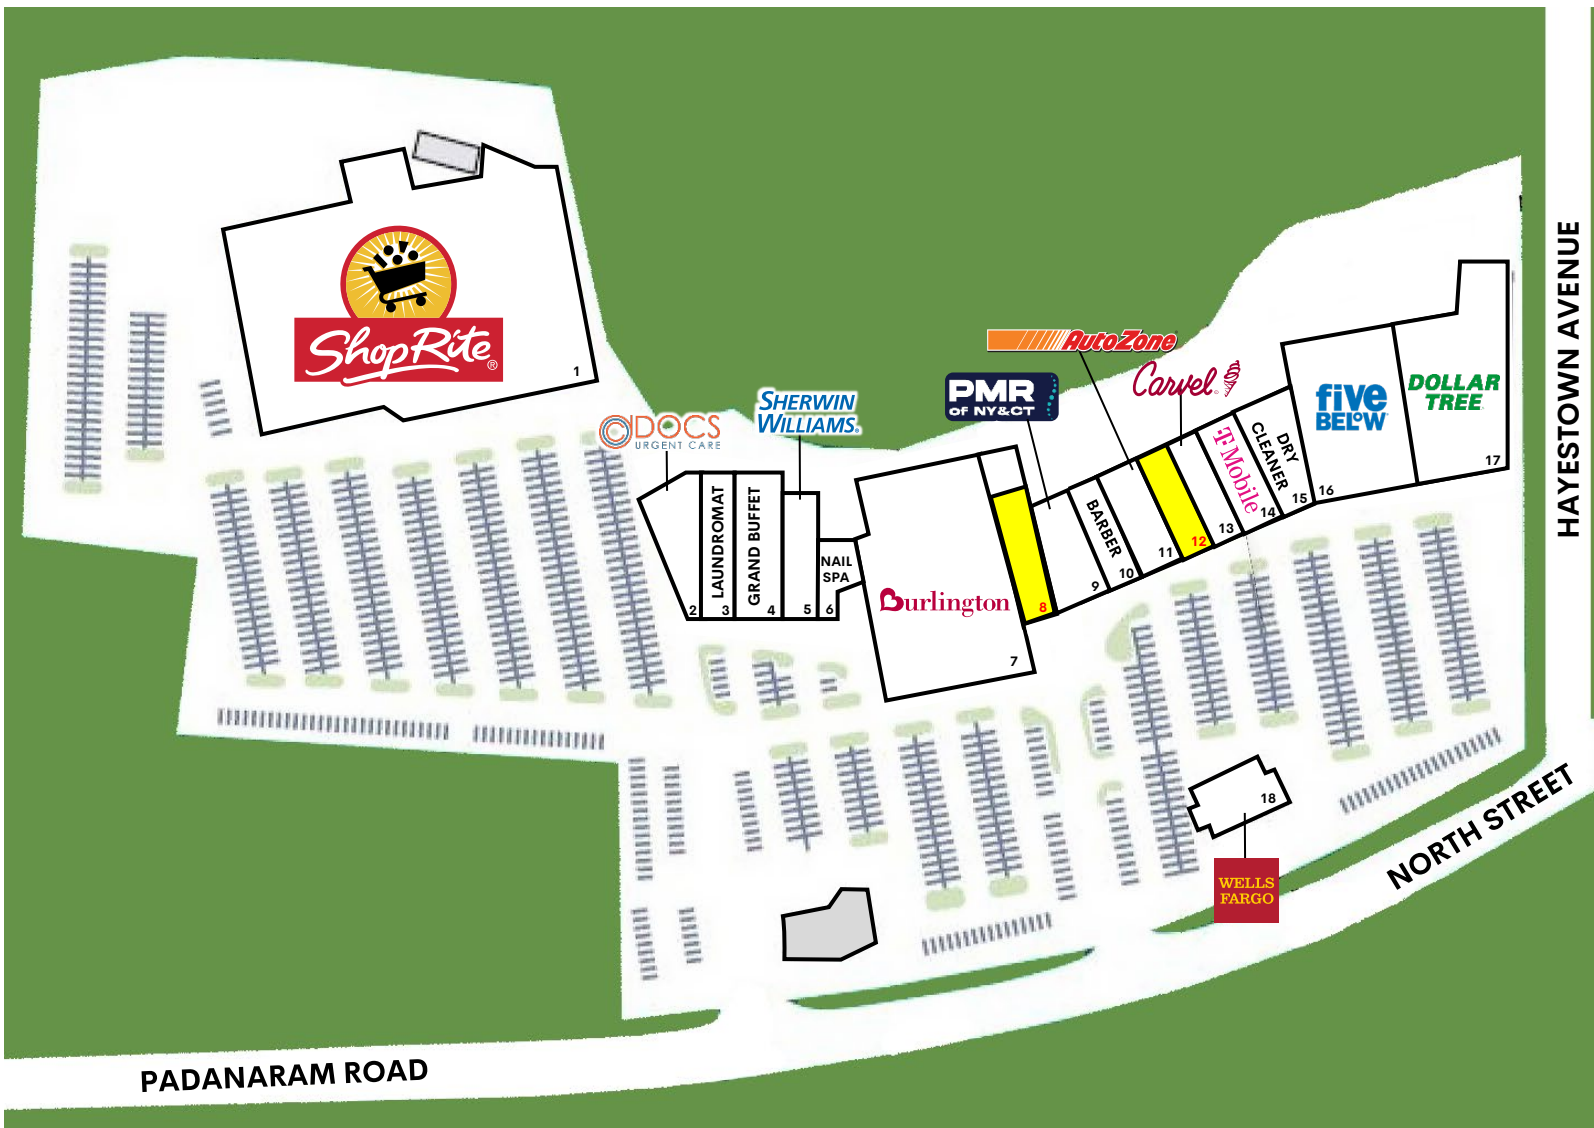 ShopRite®
1
DOCS
URGENT CARE
SHERWIN
WILLIAMS®
2
LAUNDROMAT
3
GRAND BUFFET
4
5
NAIL
SPA
6
Burlington
7
8
PMR
OF NY&CT
9
BARBER
10
AutoZone
11
12
Carvel
13
T Mobile
14
DRY
CLEANER
15
five
BELOW
16
DOLLAR
TREE
17
18
WELLS
FARGO
HAYESTOWN AVENUE
NORTH STREET
PADANARAM ROAD